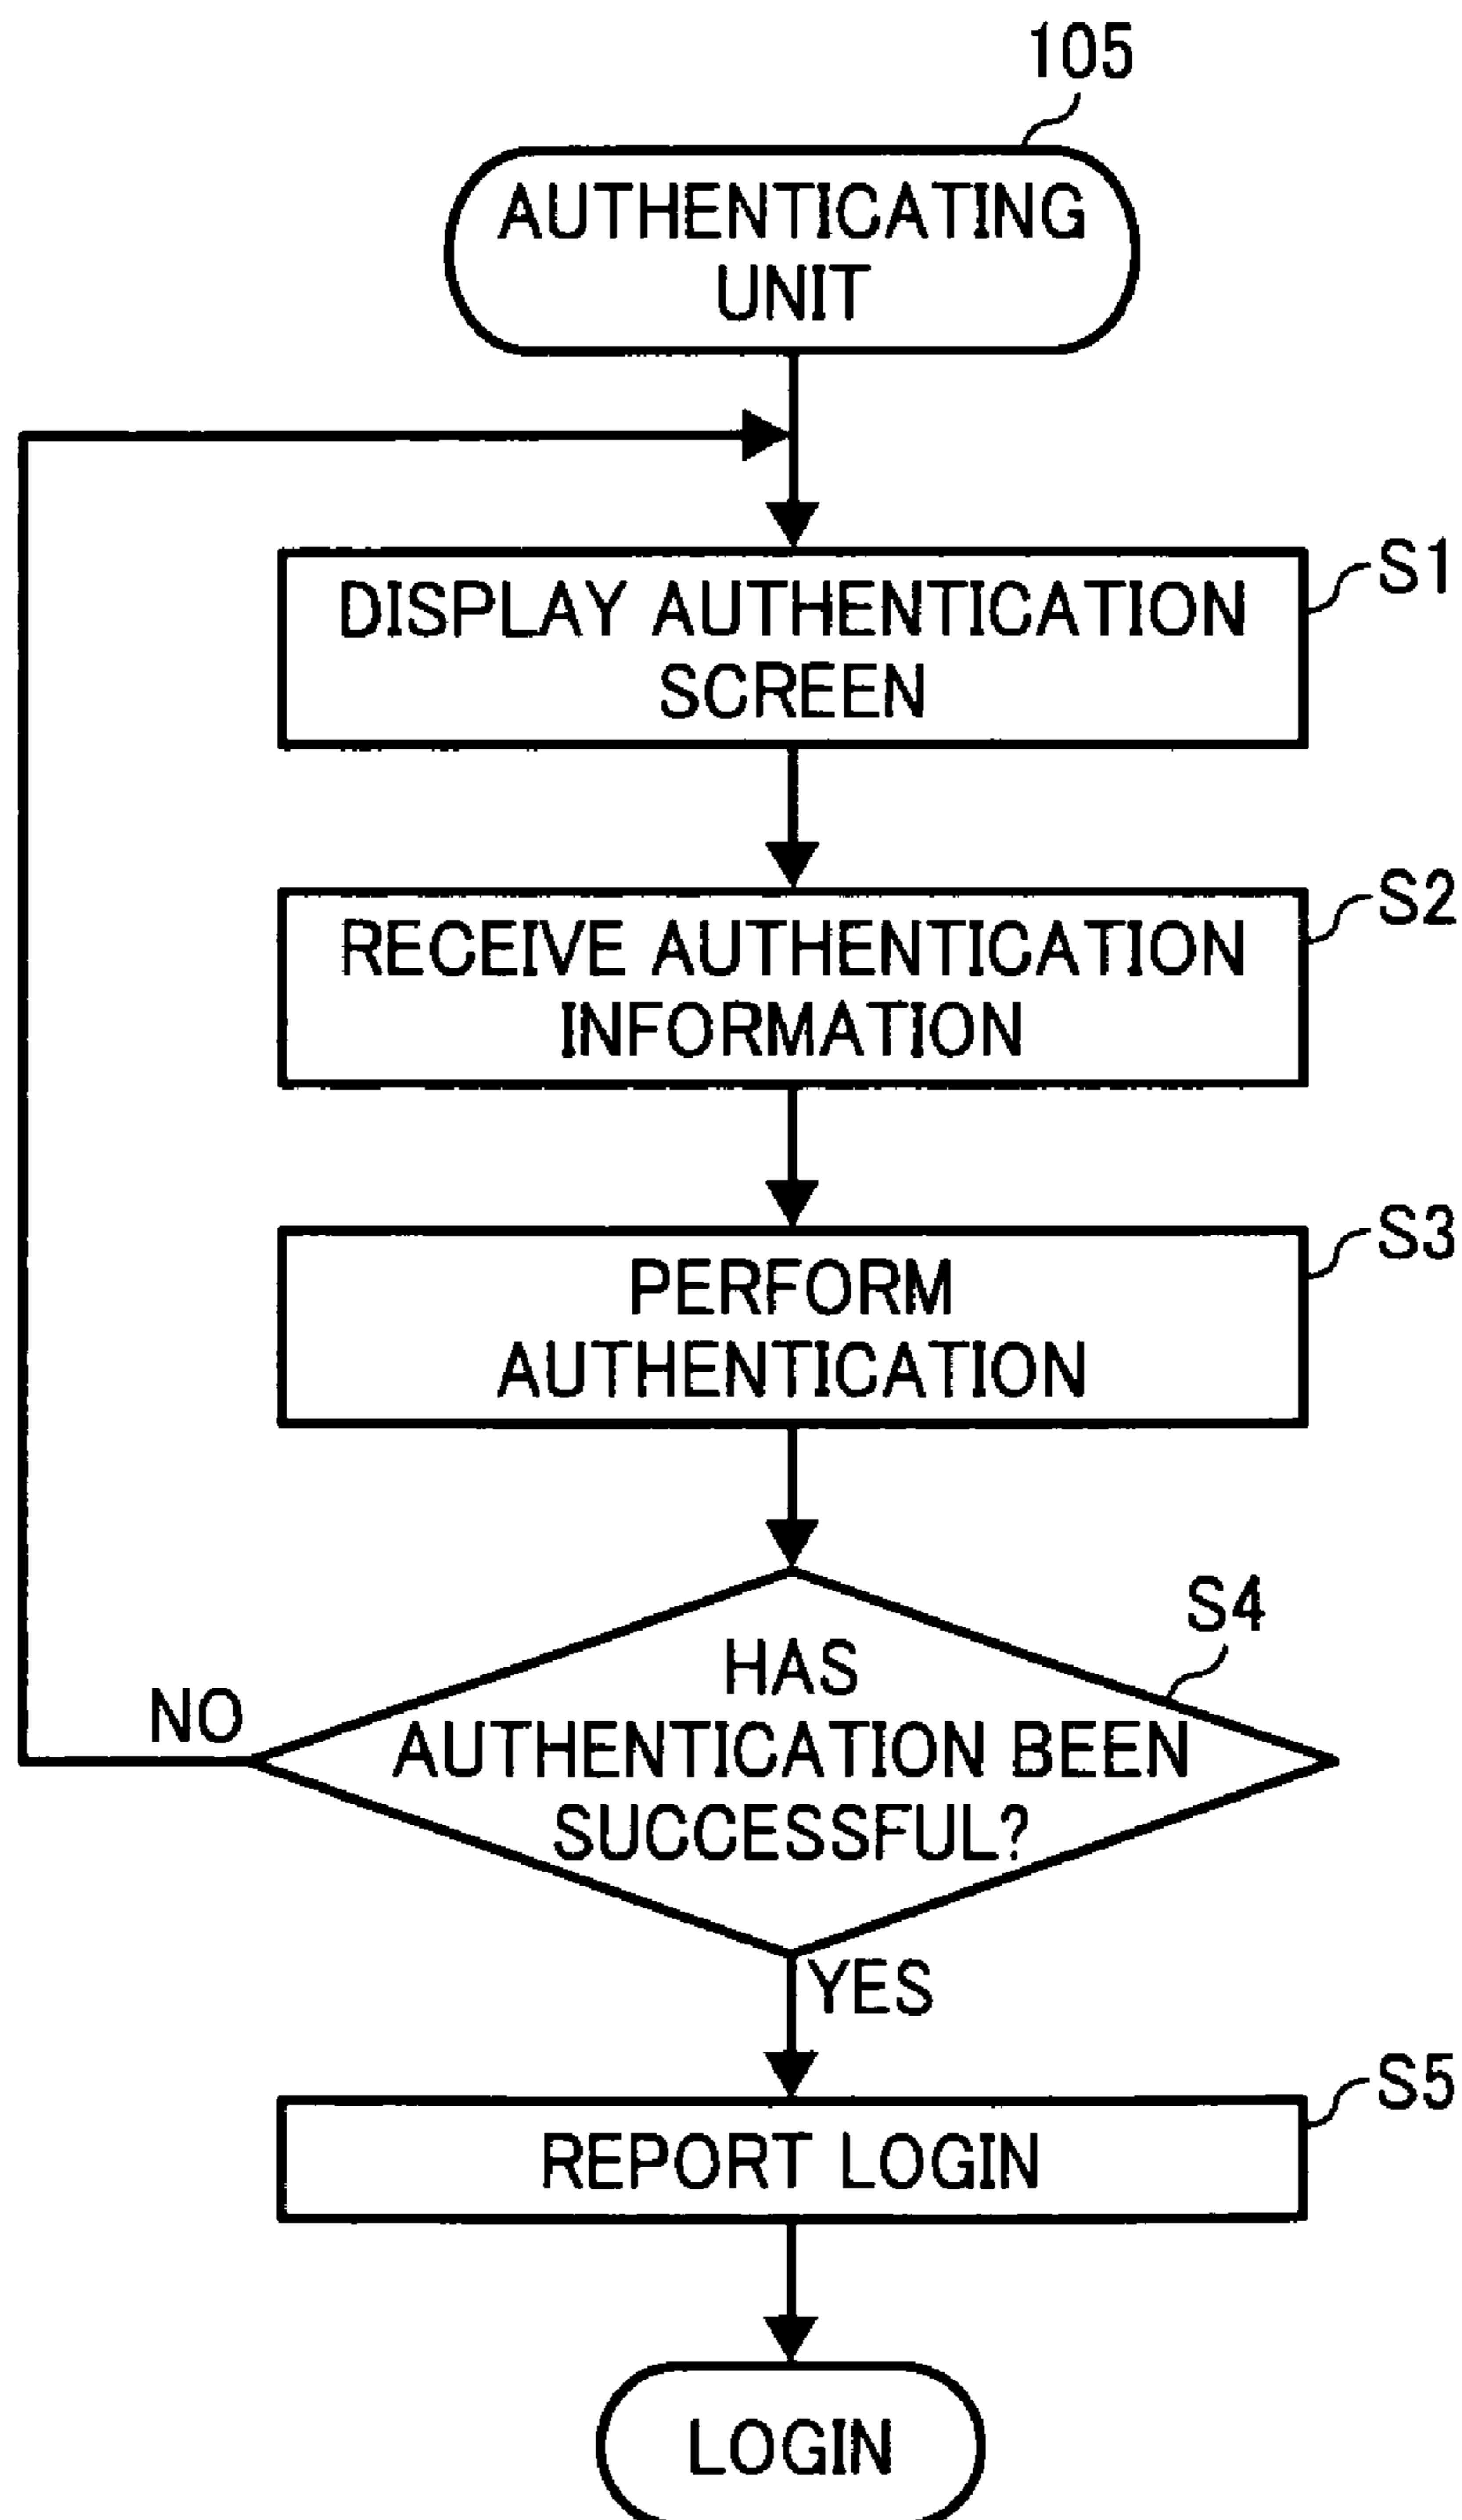 105
AUTHENTICATING
UNIT
S1
DISPLAY AUTHENTICATION
SCREEN
S2
RECEIVE AUTHENTICATION
INFORMATION
S3
PERFORM
AUTHENTICATION
S4
HAS
AUTHENTICATION BEEN
SUCCESSFUL?
NO
YES
S5
REPORT LOGIN
LOGIN